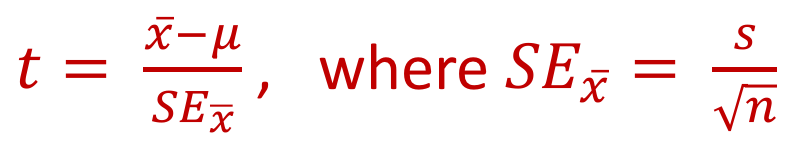 t = x̄−μ / SE_x̄ , where SE_x̄ = s / √n